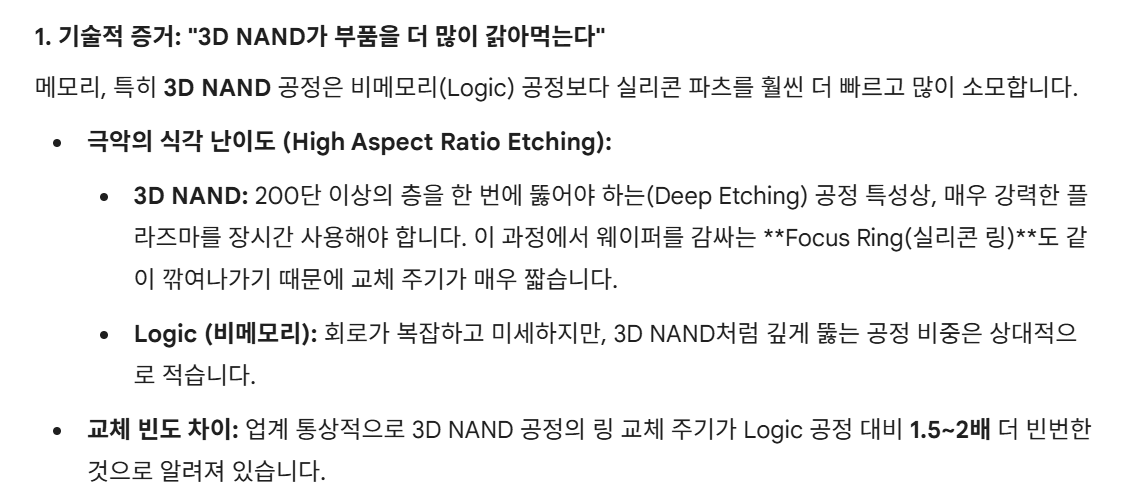 1. 기술적 증거: "3D NAND가 부품을 더 많이 갉아먹는다"
메모리, 특히 3D NAND 공정은 비메모리(Logic) 공정보다 실리콘 파츠를 훨씬 더 빠르고 많이 소모합니다.
• 극악의 식각 난이도 (High Aspect Ratio Etching):
• 3D NAND: 200단 이상의 층을 한 번에 뚫어야 하는(Deep Etching) 공정 특성상, 매우 강력한 플
라즈마를 장시간 사용해야 합니다. 이 과정에서 웨이퍼를 감싸는 **Focus Ring(실리콘 링)**도 같
이 깎여나가기 때문에 교체 주기가 매우 짧습니다.
• Logic (비메모리): 회로가 복잡하고 미세하지만, 3D NAND처럼 깊게 뚫는 공정 비중은 상대적으
로 적습니다.
• 교체 빈도 차이: 업계 통상적으로 3D NAND 공정의 링 교체 주기가 Logic 공정 대비 1.5~2배 더 빈번한
것으로 알려져 있습니다.